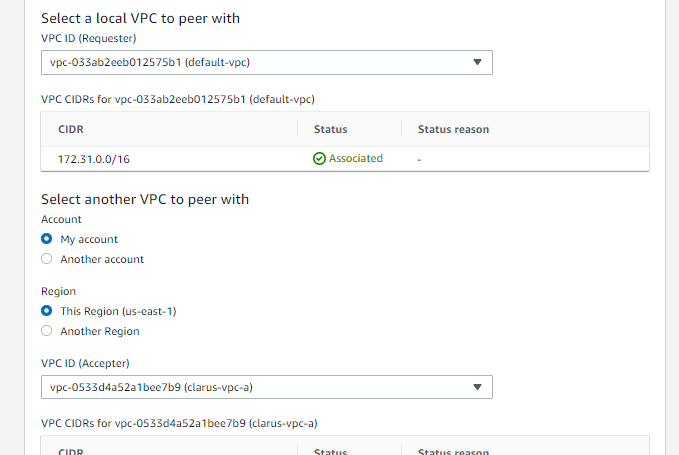 Select a local VPC to peer with
VPC ID (Requester)
vpc-033ab2eeb012575b1 (default-vpc)
VPC CIDRs for vpc-033ab2eeb012575b1 (default-vpc)
CIDR Status Status reason
172.31.0.0/16 Associated -
Select another VPC to peer with
Account
My account
Another account
Region
This Region (us-east-1)
Another Region
VPC ID (Accepter)
vpc-0533d4a52a1bee7b9 (clarus-vpc-a)
VPC CIDRs for vpc-0533d4a52a1bee7b9 (clarus-vpc-a)
CIDR Status Status reason